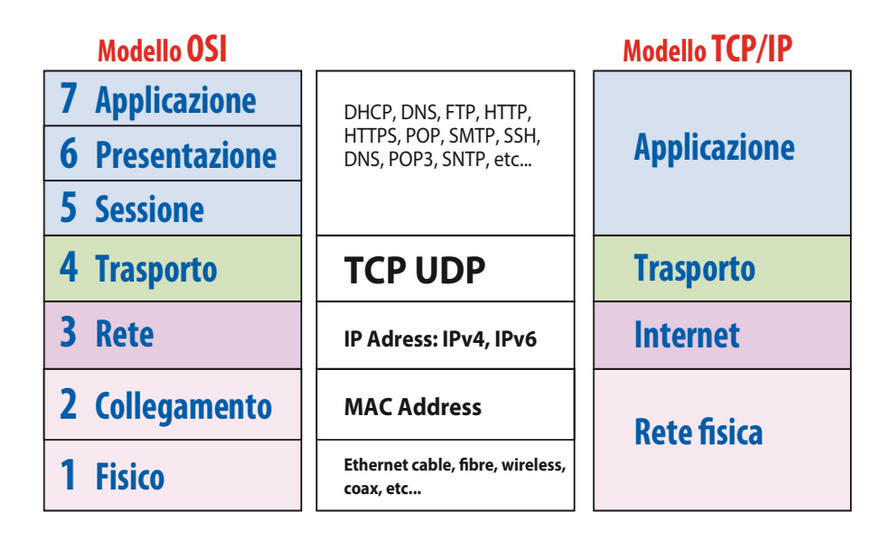 Modello OSI
7 Applicazione
6 Presentazione
5 Sessione
4 Trasporto
3 Rete
2 Collegamento
1 Fisico
DHCP, DNS, FTP, HTTP,
HTTPS, POP, SMTP, SSH,
DNS, POP3, SNTP, etc...
TCP UDP
IP Adress: IPv4, IPv6
MAC Address
Ethernet cable, fibre, wireless,
coax, etc...
Modello TCP/IP
Applicazione
Trasporto
Internet
Rete fisica